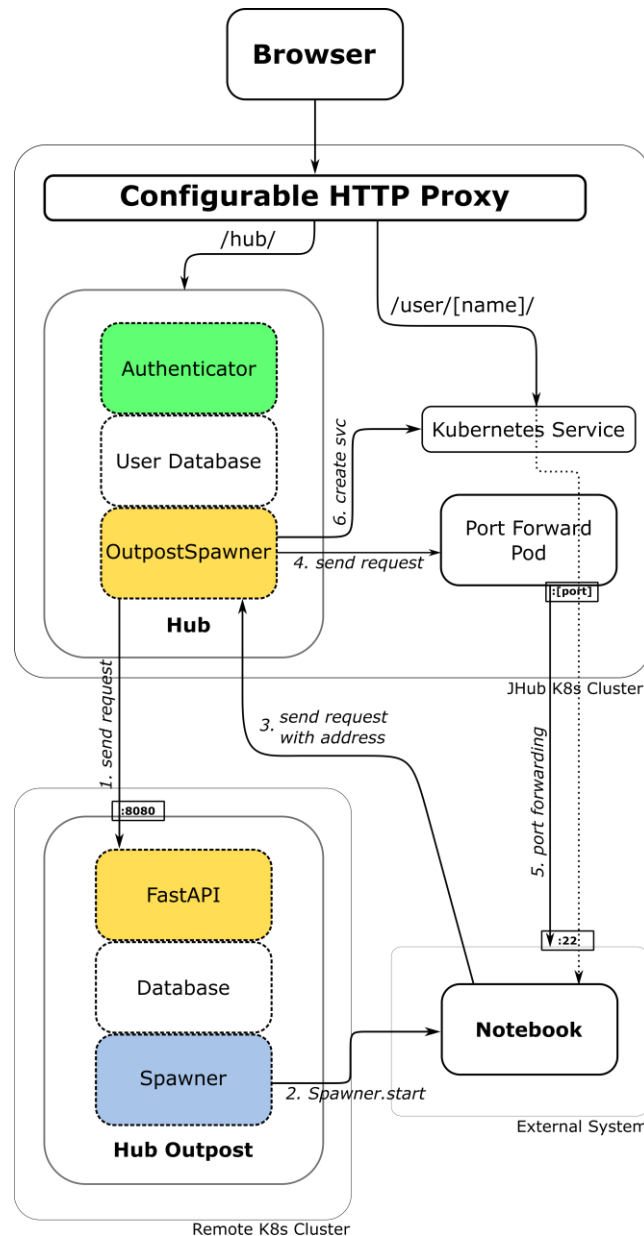 Browser
Configurable HTTP Proxy
/hub/
/user/[name]/
Authenticator
User Database
OutpostSpawner
Hub
6. create svc
Kubernetes Service
4. send request
Port Forward
Pod
:[port]
JHub K8s Cluster
1. send request
3. send request
with address
5. port forwarding
:8080
FastAPI
Database
Spawner
Hub Outpost
2. Spawner.start
:22
Notebook
External System
Remote K8s Cluster